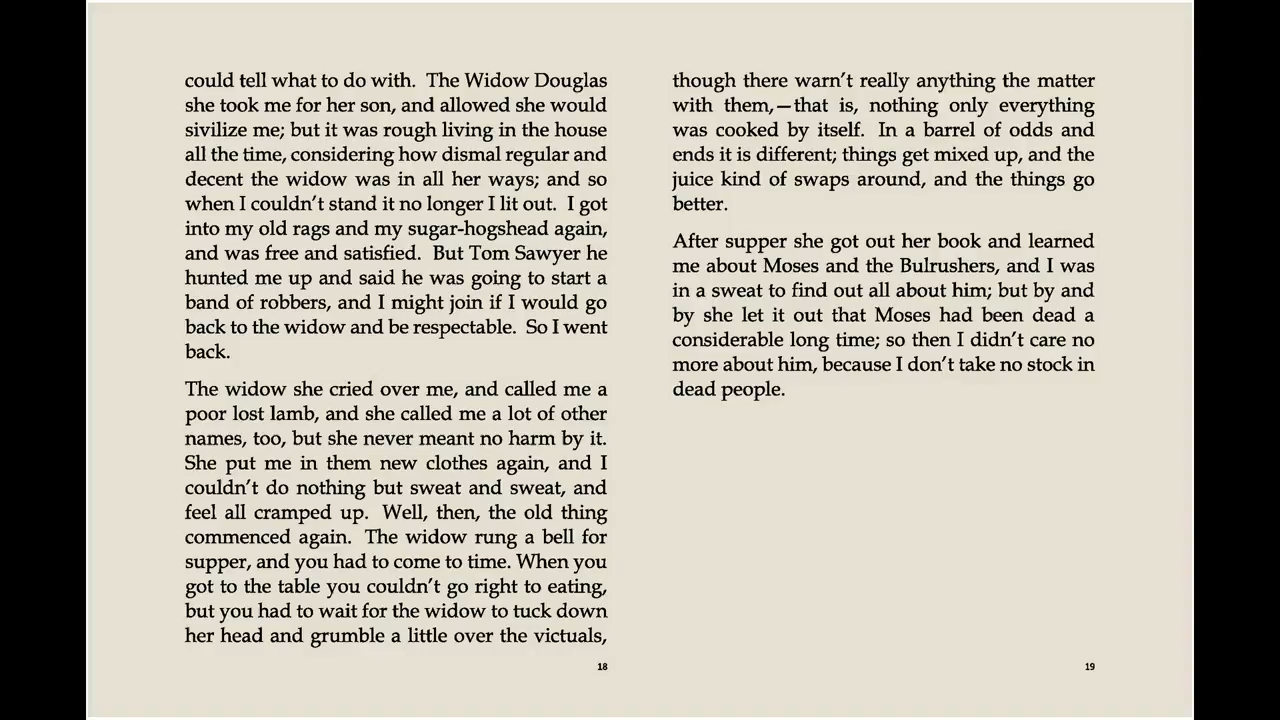 could tell what to do with.  The Widow Douglas
she took me for her son, and allowed she would
sivilize me; but it was rough living in the house
all the time, considering how dismal regular and
decent the widow was in all her ways; and so
when I couldn’t stand it no longer I lit out.  I got
into my old rags and my sugar-hogshead again,
and was free and satisfied.  But Tom Sawyer he
hunted me up and said he was going to start a
band of robbers, and I might join if I would go
back to the widow and be respectable.  So I went
back.
The widow she cried over me, and called me a
poor lost lamb, and she called me a lot of other
names, too, but she never meant no harm by it.
She put me in them new clothes again, and I
couldn’t do nothing but sweat and sweat, and
feel all cramped up.  Well, then, the old thing
commenced again.  The widow rung a bell for
supper, and you had to come to time. When you
got to the table you couldn’t go right to eating,
but you had to wait for the widow to tuck down
her head and grumble a little over the victuals,
18
though there warn’t really anything the matter
with them,—that is, nothing only everything
was cooked by itself.  In a barrel of odds and
ends it is different; things get mixed up, and the
juice kind of swaps around, and the things go
better.
After supper she got out her book and learned
me about Moses and the Bulrushers, and I was
in a sweat to find out all about him; but by and
by she let it out that Moses had been dead a
considerable long time; so then I didn’t care no
more about him, because I don’t take no stock in
dead people.
19